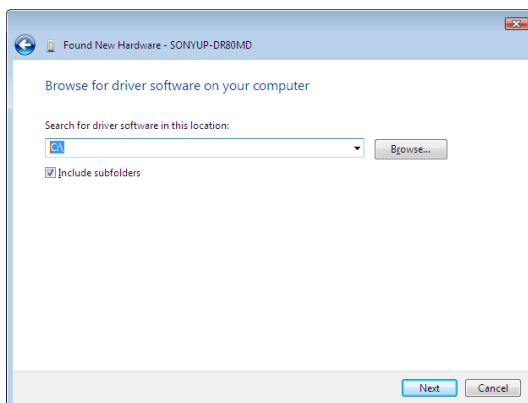 Found New Hardware - SONYUP-DR80MD
Browse for driver software on your computer
Search for driver software in this location:
C:\
Browse...
Include subfolders
Next
Cancel